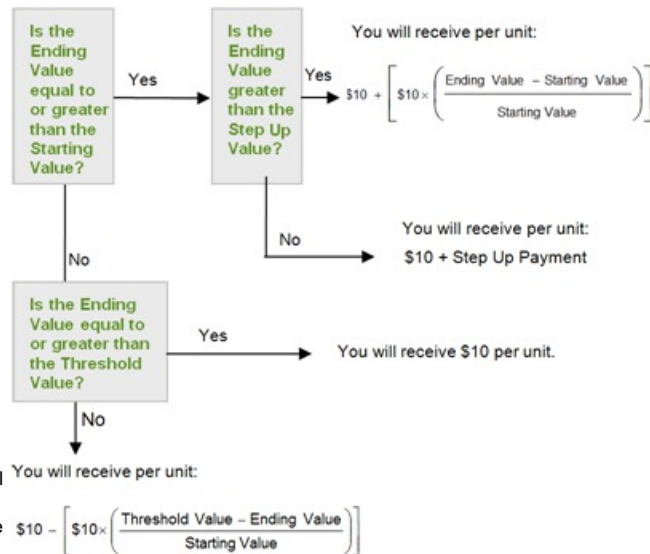 Is the
Ending
Value
equal to
or greater
than the
Starting
Value?
Yes
Is the
Ending
Value
greater
than the
Step Up
Value?
Yes
You will receive per unit:
$10 + [ $10 × ( Ending Value – Starting Value
Starting Value ) ]
No
You will receive per unit:
$10 + Step Up Payment
No
Is the Ending
Value equal to
or greater than
the Threshold
Value?
Yes
You will receive $10 per unit.
No
You will receive per unit:
$10 – [ $10× ( Threshold Value – Ending Value
Starting Value ) ]